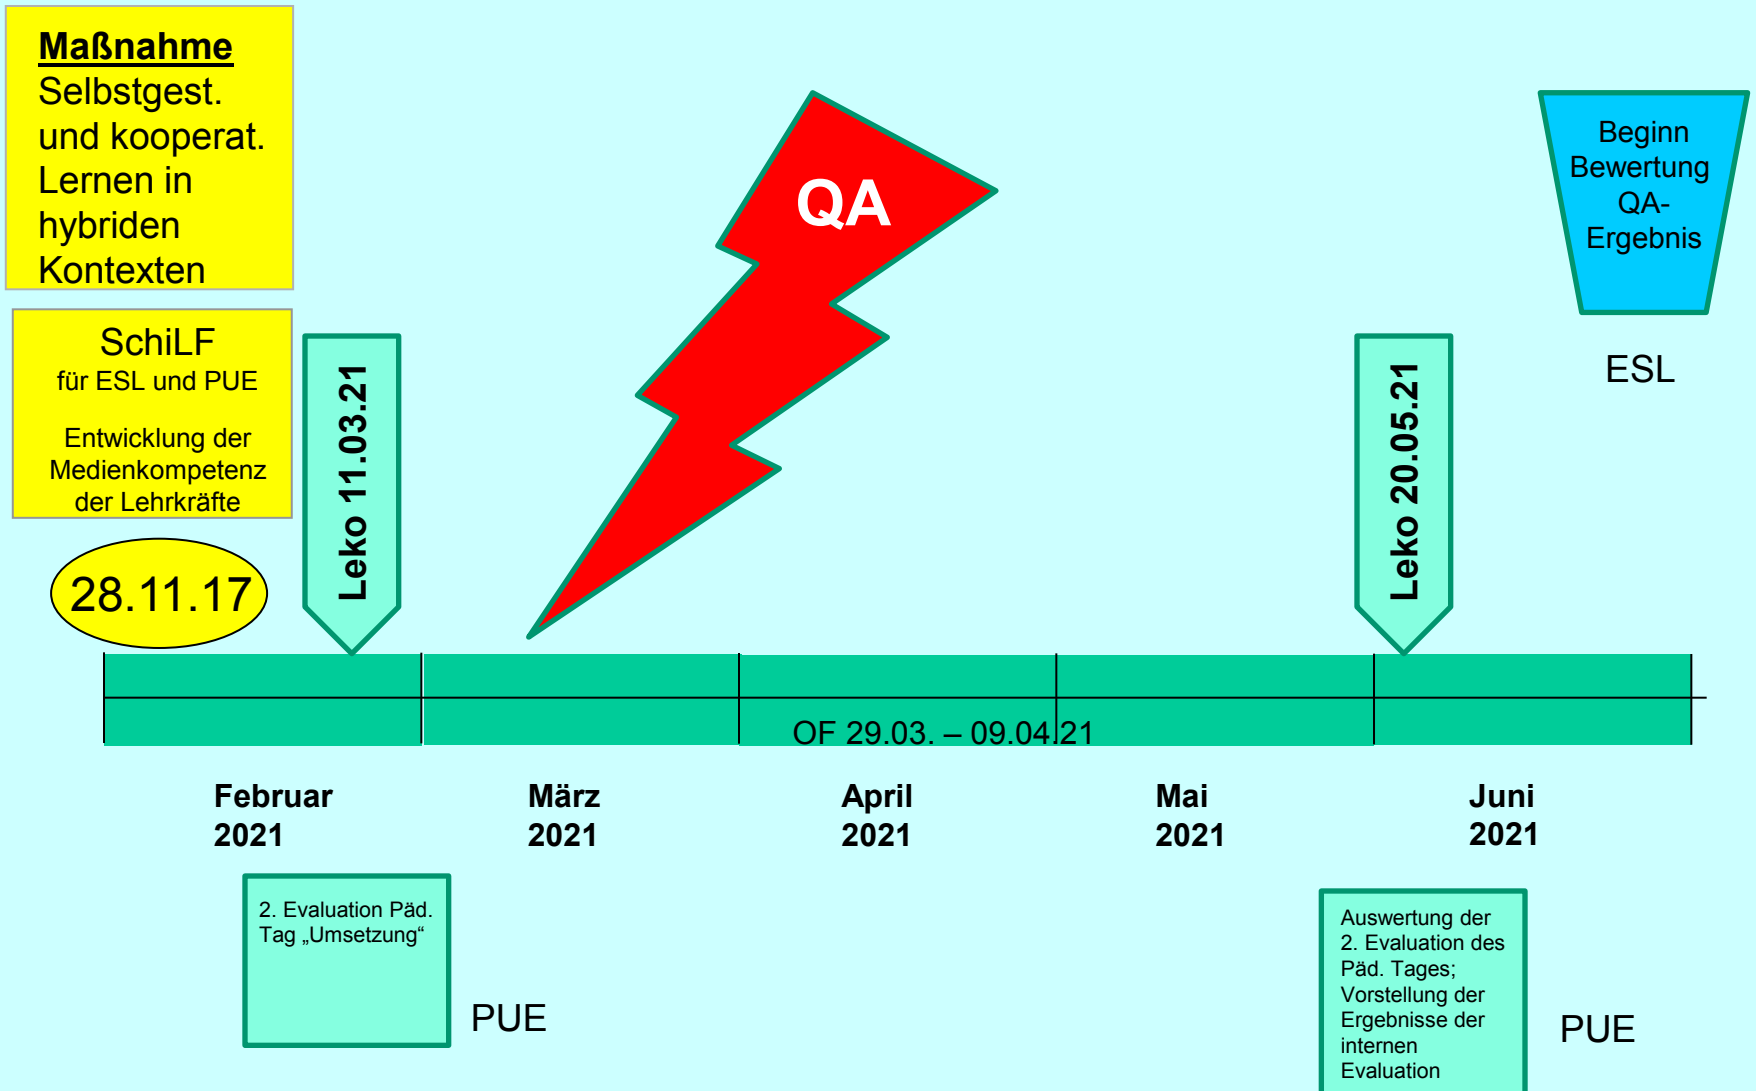 Maßnahme
Selbstgest.
und kooperat.
Lernen in
hybriden
Kontexten
SchiLF
für ESL und PUE
Entwicklung der
Medienkompetenz
der Lehrkräfte
28.11.17
Leko 11.03.21
QA
Leko 20.05.21
Beginn
Bewertung
QA-
Ergebnis
ESL
OF 29.03. – 09.04.21
Februar
2021
März
2021
April
2021
Mai
2021
Juni
2021
2. Evaluation Päd.
Tag „Umsetzung“
PUE
Auswertung der
2. Evaluation des
Päd. Tages;
Vorstellung der
Ergebnisse der
internen
Evaluation
PUE